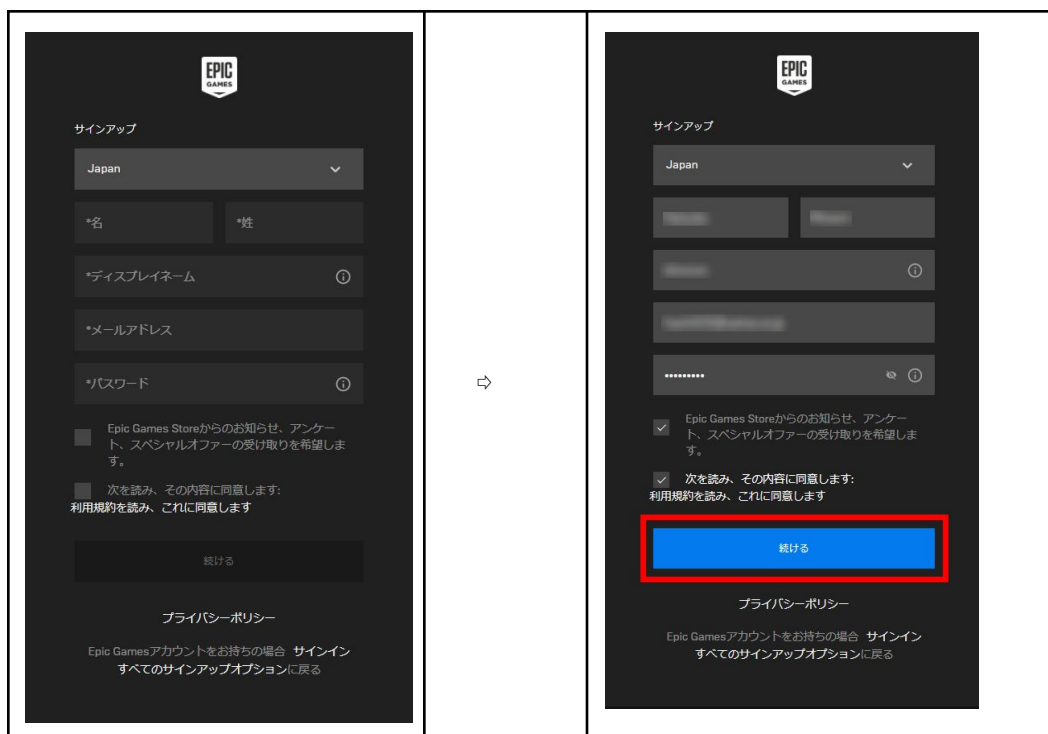 EPIC
GAMES
サインアップ
Japan
*名
*姓
*ディスプレイネーム
*メールアドレス
*パスワード
Epic Games Storeからのお知らせ、アンケー
ト、スペシャルオファーの受け取りを希望しま
す。
次を読み、その内容に同意します:
利用規約を読み、これに同意します
続ける
プライバシーポリシー
Epic Gamesアカウントをお持ちの場合 サインイン
すべてのサインアップオプションに戻る
⇨
EPIC
GAMES
サインアップ
Japan
•••••••••
Epic Games Storeからのお知らせ、アンケー
ト、スペシャルオファーの受け取りを希望しま
す。
次を読み、その内容に同意します:
利用規約を読み、これに同意します
続ける
プライバシーポリシー
Epic Gamesアカウントをお持ちの場合 サインイン
すべてのサインアップオプションに戻る